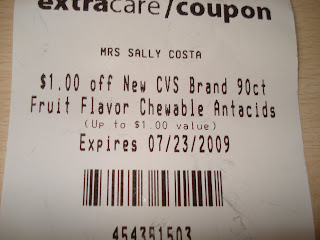 extracare/coupon
MRS SALLY COSTA
$1.00 off New CVS Brand 90ct
Fruit Flavor Chewable Antacids
(Up to $1.00 value)
Expires 07/23/2009
454351503